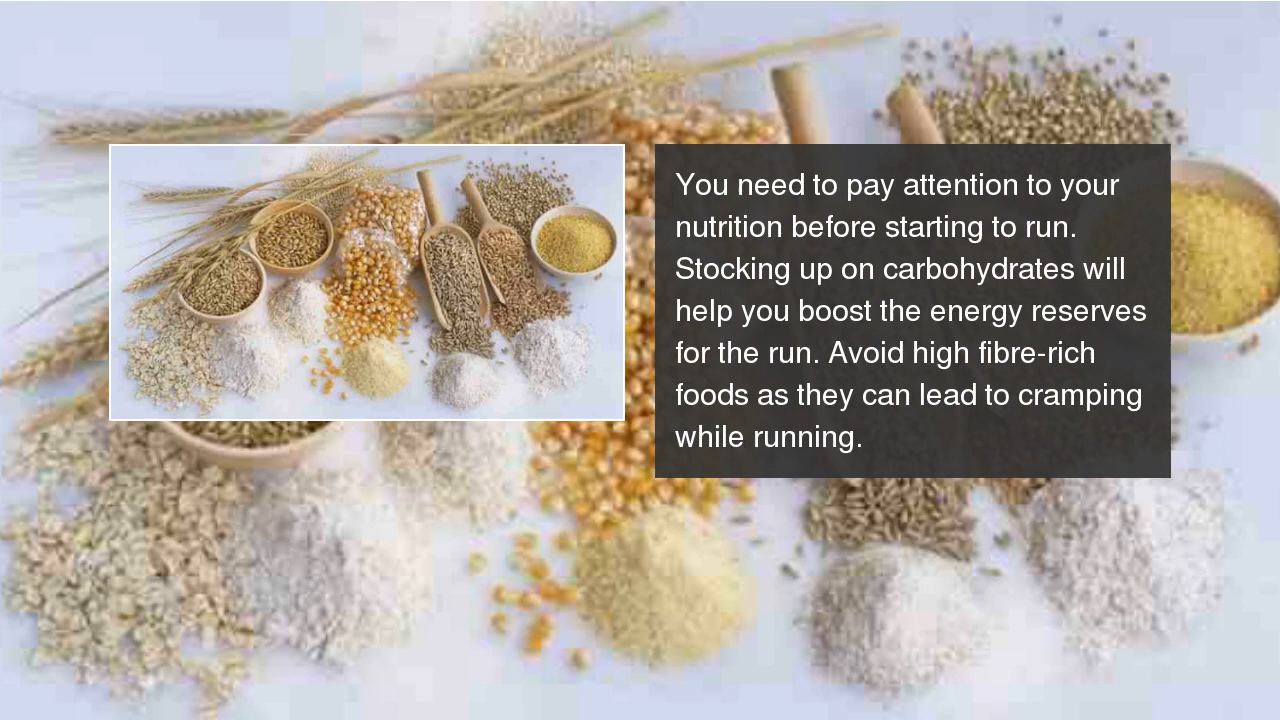 You need to pay attention to your
nutrition before starting to run.
Stocking up on carbohydrates will
help you boost the energy reserves
for the run. Avoid high fibre-rich
foods as they can lead to cramping
while running.